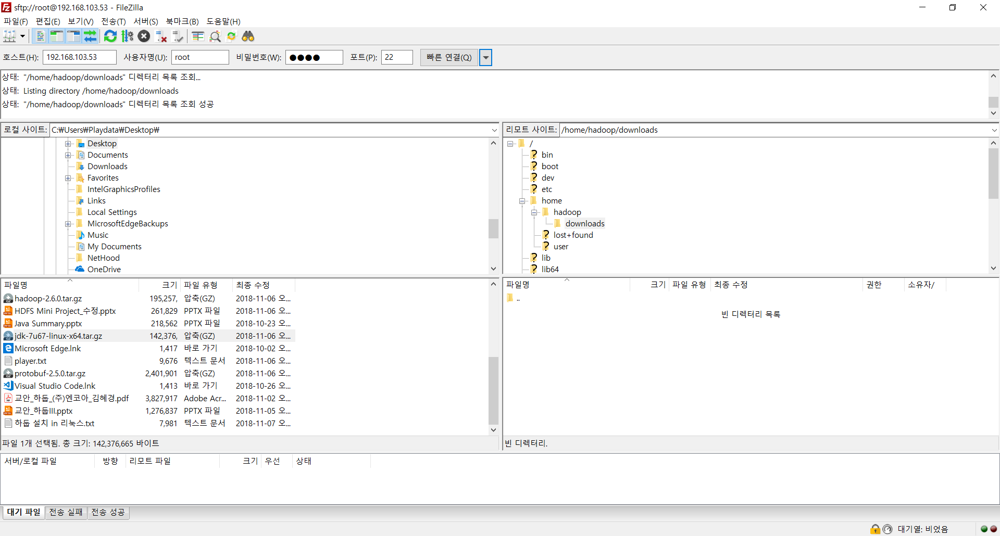 sftp://root@192.168.103.53 - FileZilla
파일(F) 편집(E) 보기(V) 전송(T) 서버(S) 북마크(B) 도움말(H)
호스트(H): 192.168.103.53 사용자명(U): root 비밀번호(W): ●●●● 포트(P): 22 빠른 연결(Q)
상태: "/home/hadoop/downloads" 디렉터리 목록 조회...
상태: Listing directory /home/hadoop/downloads
상태: "/home/hadoop/downloads" 디렉터리 목록 조회 성공
로컬 사이트: C:₩Users₩Playdata₩Desktop₩
Desktop
Documents
Downloads
Favorites
IntelGraphicsProfiles
Links
Local Settings
MicrosoftEdgeBackups
Music
My Documents
NetHood
OneDrive
리모트 사이트: /home/hadoop/downloads
/
bin
boot
dev
etc
home
hadoop
downloads
lost+found
user
lib
lib64
파일명 크기 파일 유형 최종 수정
hadoop-2.6.0.tar.gz 195,257, 압축(GZ) 2018-11-06 오...
HDFS Mini Project_수정.pptx 261,829 PPTX 파일 2018-11-06 오...
Java Summary.pptx 218,562 PPTX 파일 2018-10-23 오...
jdk-7u67-linux-x64.tar.gz 142,376, 압축(GZ) 2018-11-06 오...
Microsoft Edge.lnk 1,417 바로 가기 2018-10-02 오...
player.txt 9,676 텍스트 문서 2018-11-06 오...
protobuf-2.5.0.tar.gz 2,401,901 압축(GZ) 2018-11-06 오...
Visual Studio Code.lnk 1,413 바로 가기 2018-10-26 오...
교안_하둡_(주)엔코아_김혜경.pdf 3,827,917 Adobe Acr... 2018-11-02 오...
교안_하둡III.pptx 1,276,837 PPTX 파일 2018-11-05 오...
하둡 설치 in 리눅스.txt 7,981 텍스트 문서 2018-11-07 오...
파일 1개 선택됨. 총 크기: 142,376,665 바이트
파일명 크기 파일 유형 최종 수정 권한 소유자/
..
빈 디렉터리 목록
빈 디렉터리.
서버/로컬 파일 방향 리모트 파일 크기 우선 상태
대기 파일 전송 실패 전송 성공
대기열: 비었음